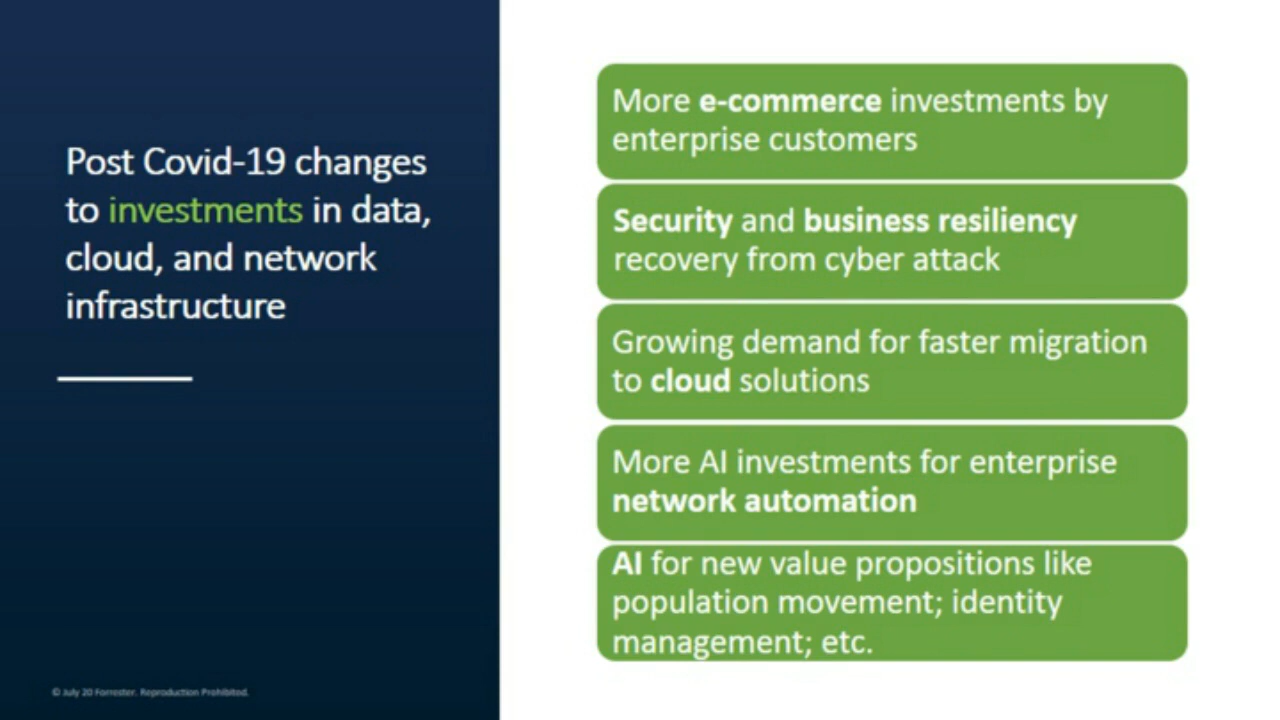 Post Covid-19 changes
to investments in data,
cloud, and network
infrastructure
More e-commerce investments by
enterprise customers
Security and business resiliency
recovery from cyber attack
Growing demand for faster migration
to cloud solutions
More AI investments for enterprise
network automation
AI for new value propositions like
population movement; identity
management; etc.
© July 20 Forrester. Reproduction Prohibited.